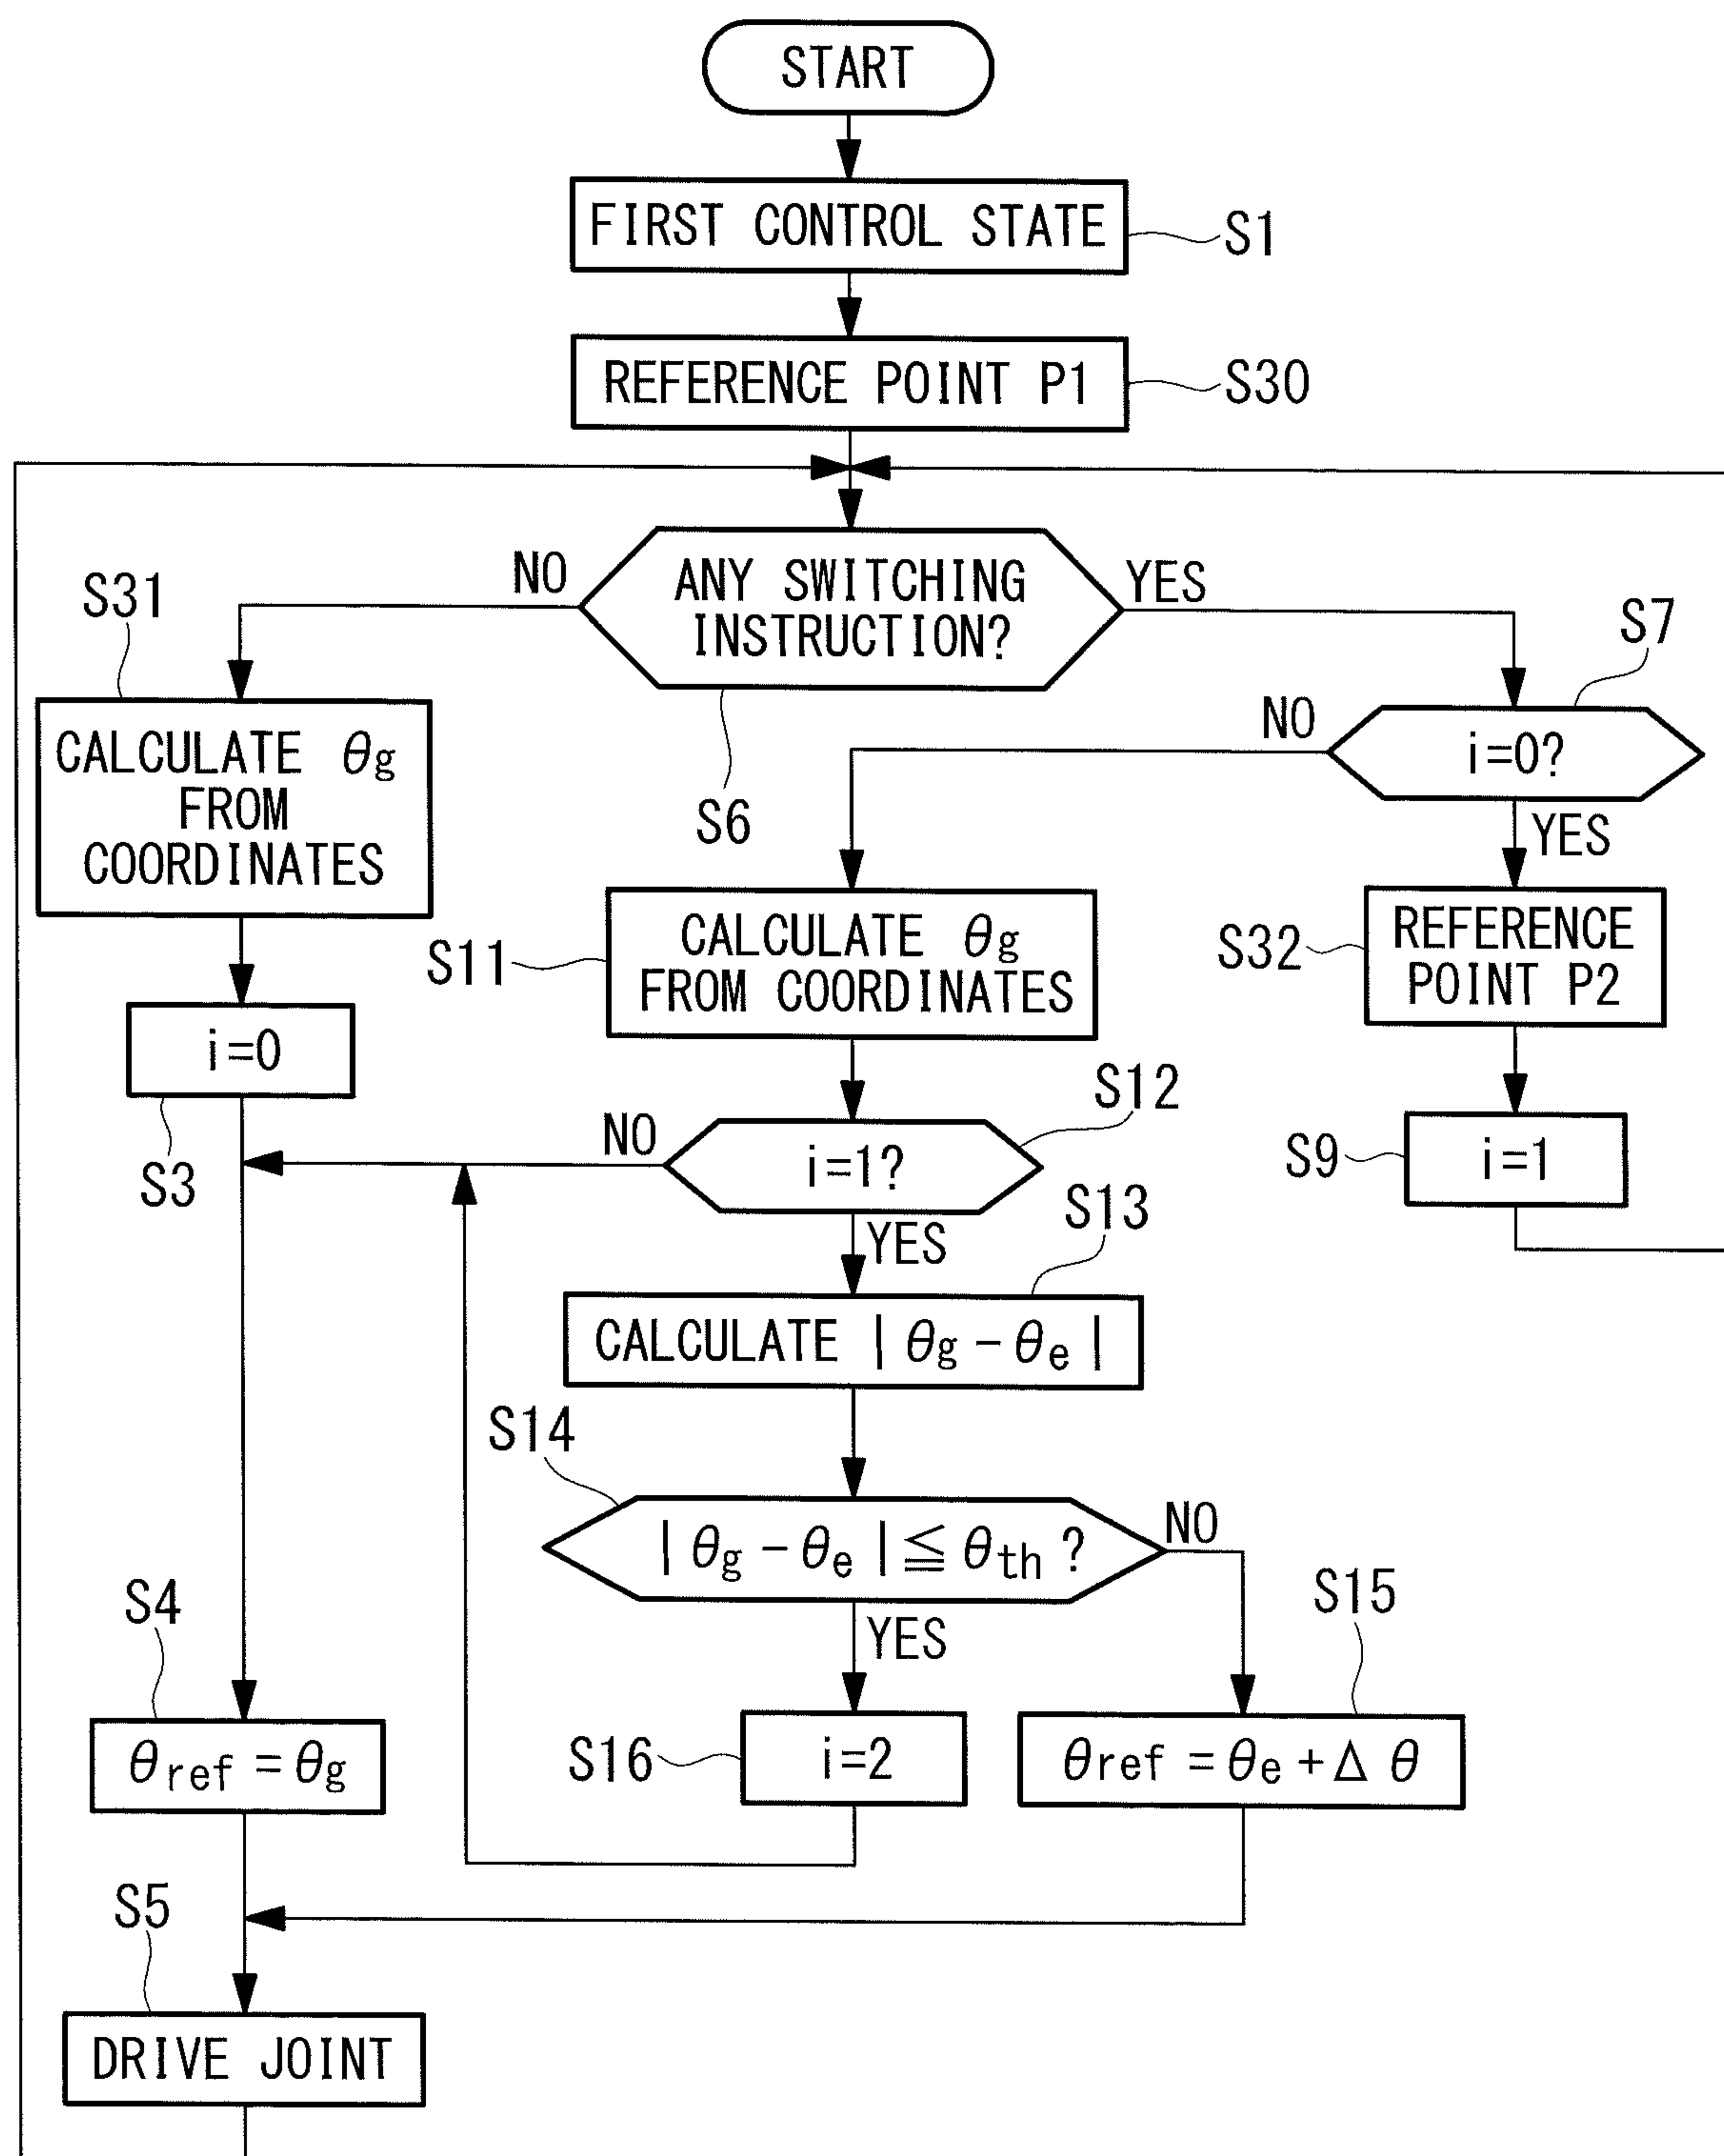 START
FIRST CONTROL STATE
S1
REFERENCE POINT P1
S30
ANY SWITCHING
INSTRUCTION?
NO
YES
S6
S31
CALCULATE θg
FROM
COORDINATES
S7
i=0?
NO
YES
S11
CALCULATE θg
FROM COORDINATES
S32
REFERENCE
POINT P2
i=0
S3
S12
i=1?
NO
YES
S9
i=1
S13
CALCULATE |θg-θe|
S14
|θg-θe|≦θth?
NO
YES
S4
θref=θg
S16
i=2
S15
θref=θe+Δθ
S5
DRIVE JOINT